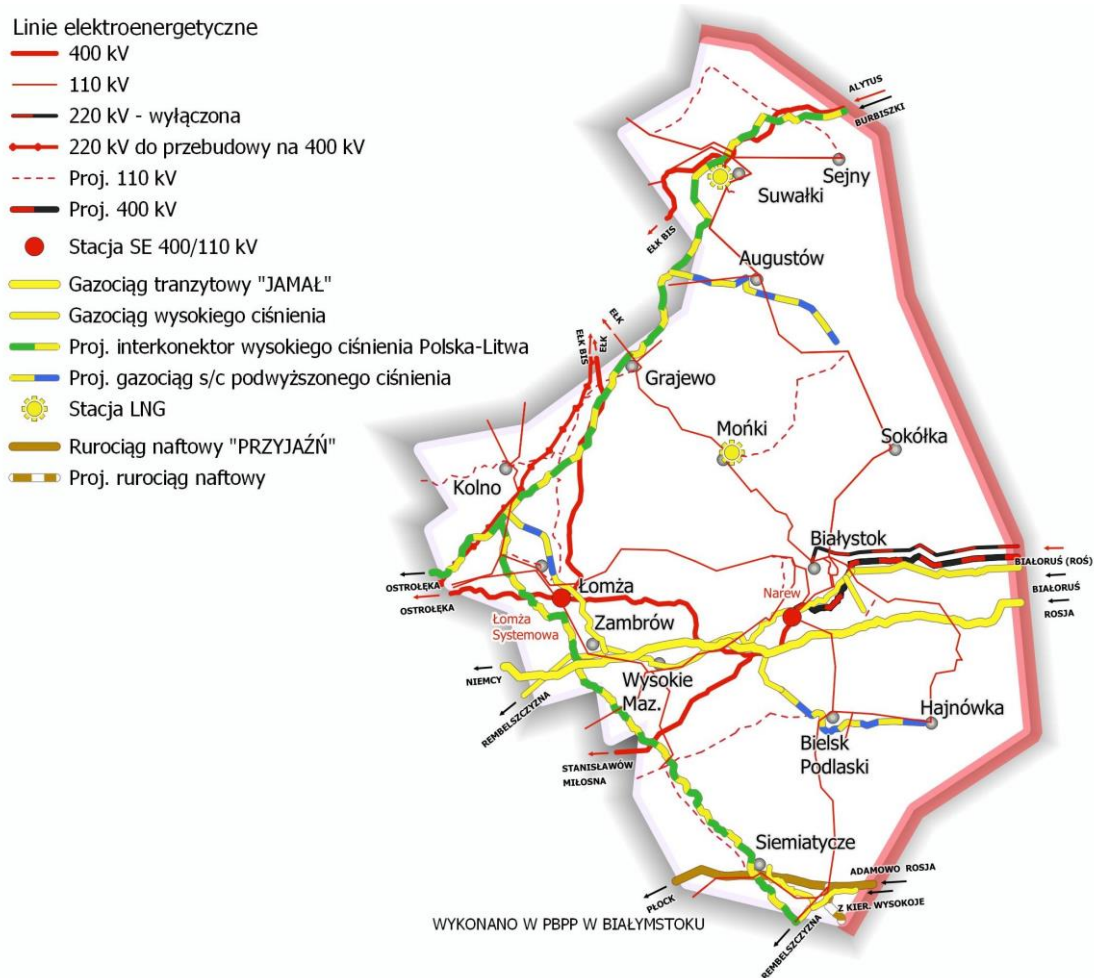 Linie elektroenergetyczne
400 kV
110 kV
220 kV - wyłączona
220 kV do przebudowy na 400 kV
Proj. 110 kV
Proj. 400 kV
Stacja SE 400/110 kV
Gazociąg tranzytowy "JAMAŁ"
Gazociąg wysokiego ciśnienia
Proj. interkonektor wysokiego ciśnienia Polska-Litwa
Proj. gazociąg s/c podwyższonego ciśnienia
Stacja LNG
Rurociąg naftowy "PRZYJAŹŃ"
Proj. rurociąg naftowy
ALYTUS
BURBISZKI
Sejny
Suwałki
EŁK BIS
Augustów
EŁK
EŁK BIS
EŁK
Grajewo
Mońki
Sokółka
Kolno
Białystok
BIAŁORUŚ (ROŚ)
OSTROŁĘKA
BIAŁORUŚ
OSTROŁĘKA
Łomża
Narew
ROSJA
Łomża
Systemowa
Zambrów
NIEMCY
Wysokie
Maz.
REMBELSZCZYZNA
Hajnówka
Bielsk
Podlaski
STANISŁAWÓW
MIŁOSNA
Siemiatycze
ADAMOWO ROSJA
PŁOCK
Z KIER. WYSOKOJE
WYKONANO W PBPP W BIAŁYMSTOKU
REMBELSZCZYZNA